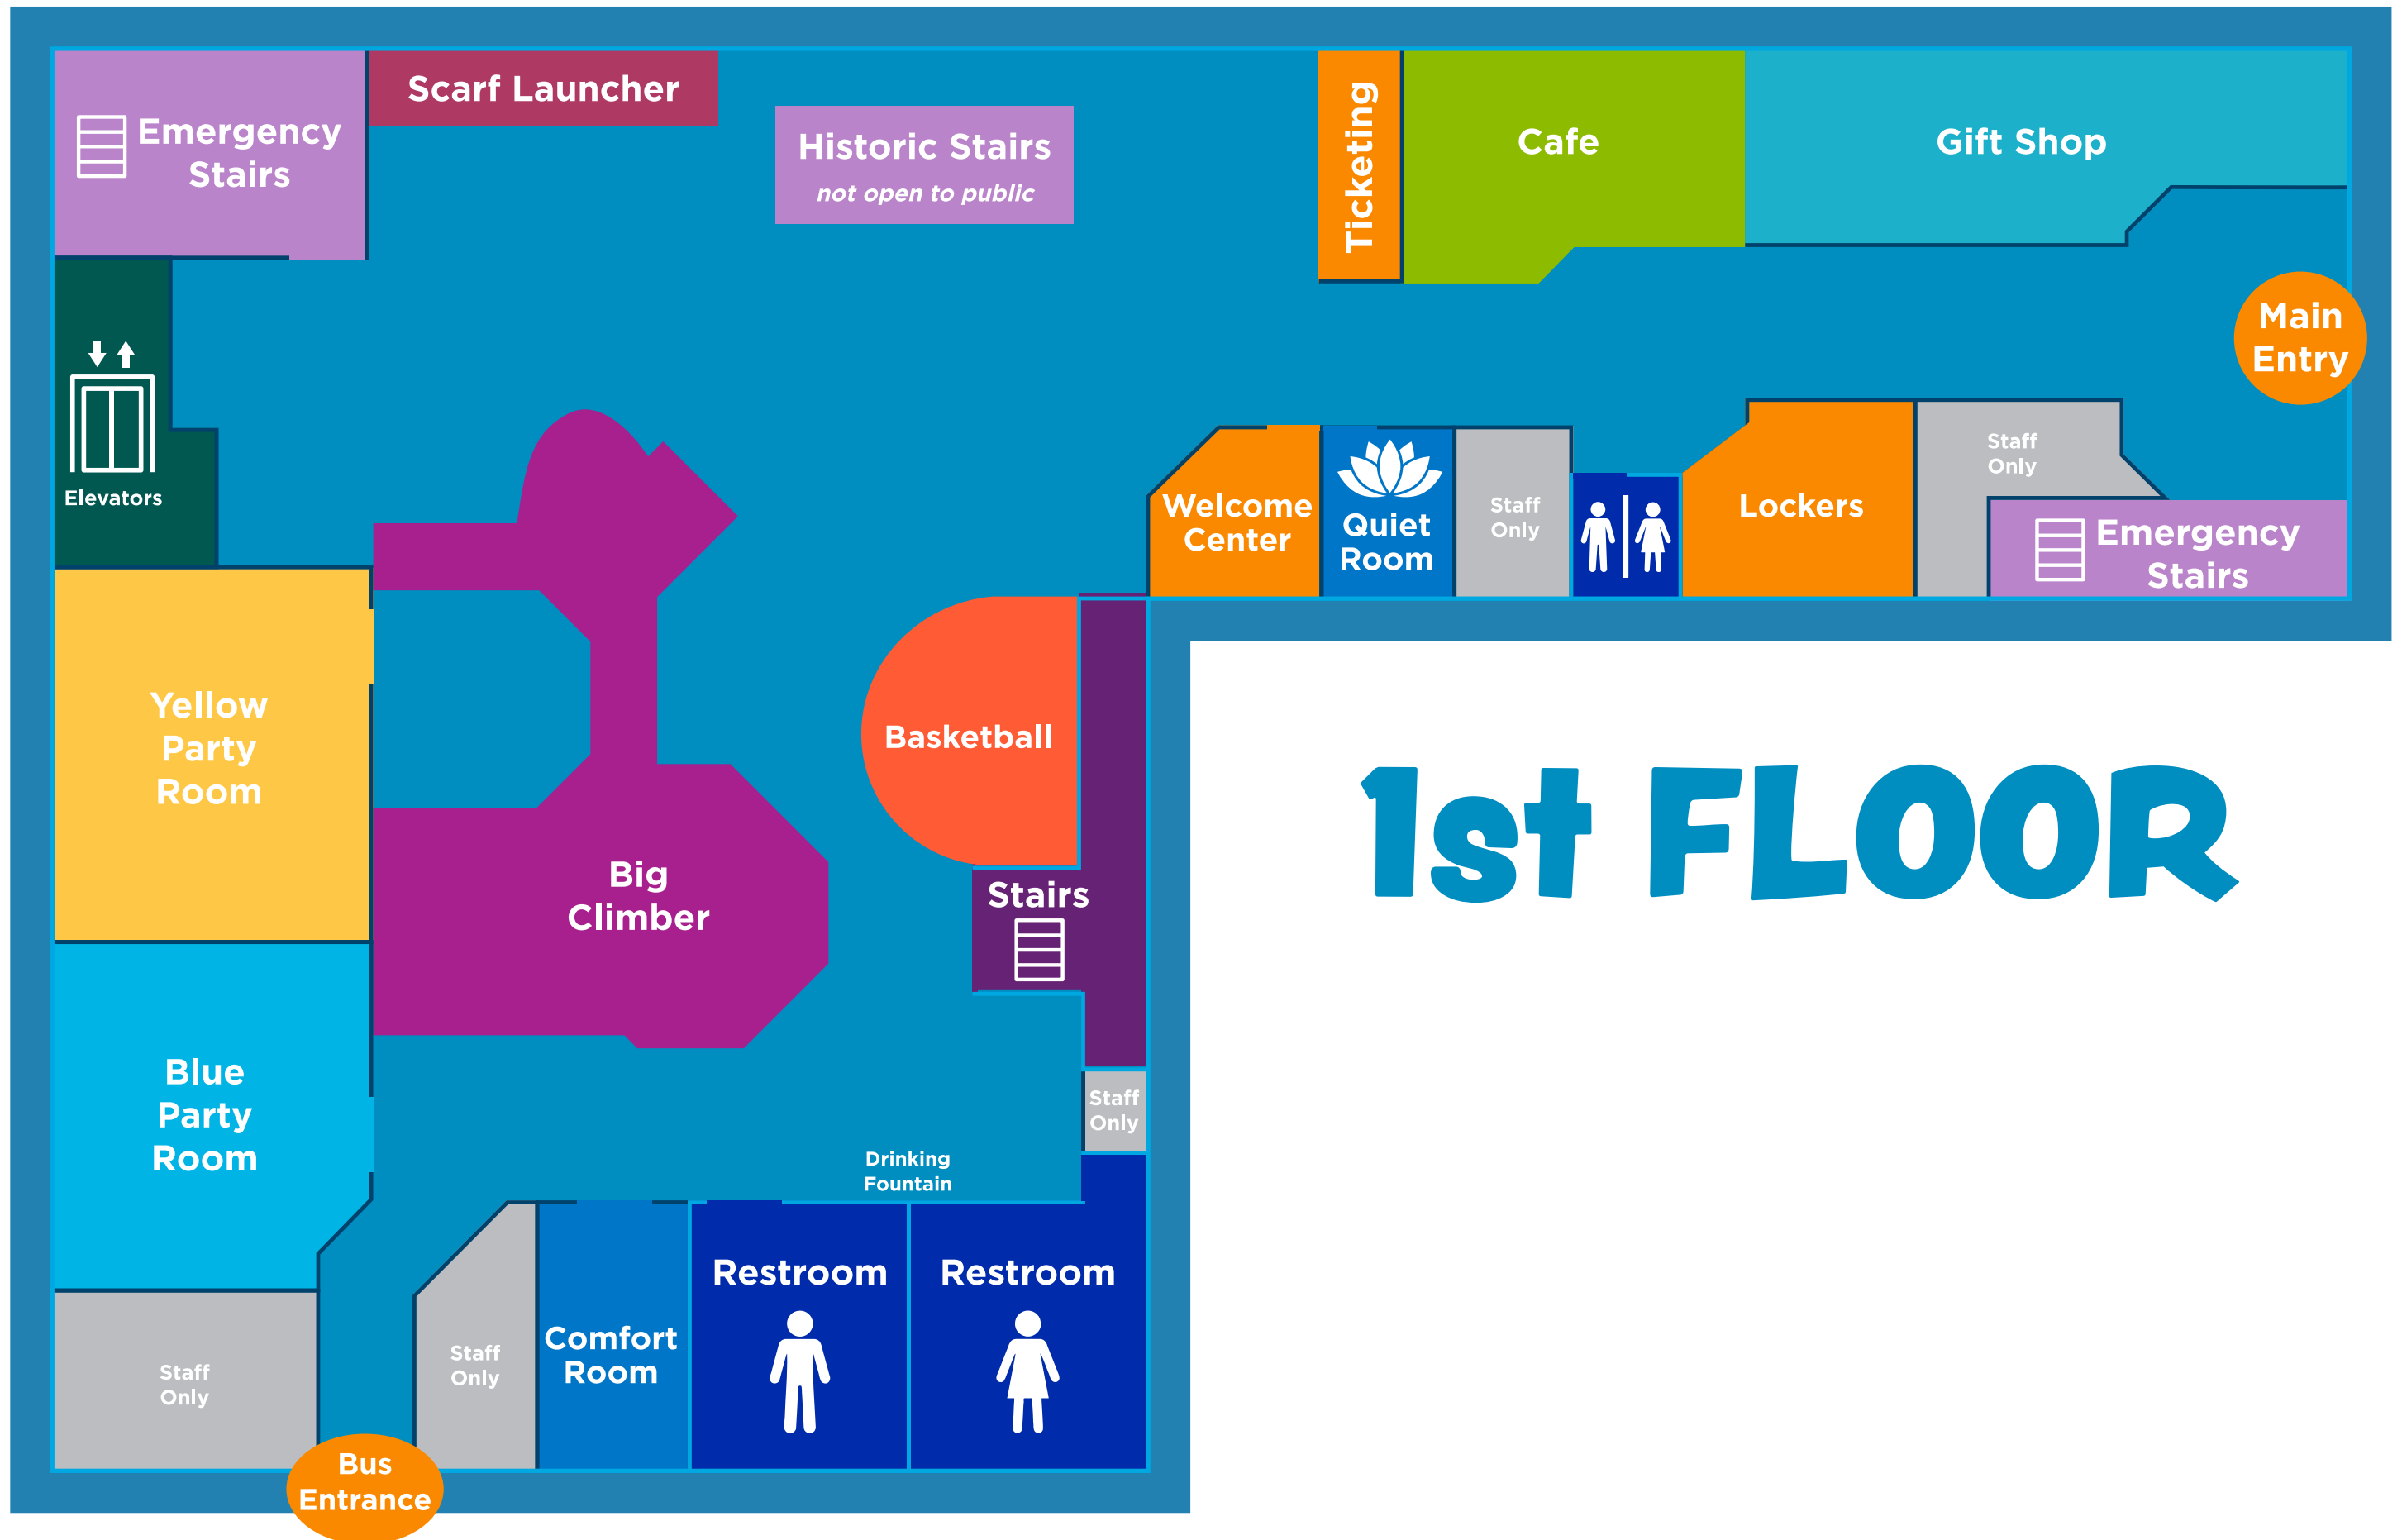 Scarf Launcher
Emergency
Stairs
Historic Stairs
not open to public
Ticketing
Cafe
Gift Shop
Main
Entry
Elevators
Welcome
Center
Quiet
Room
Staff
Only
Lockers
Staff
Only
Emergency
Stairs
Yellow
Party
Room
Basketball
Big
Climber
Stairs
1st FLOOR
Blue
Party
Room
Staff
Only
Drinking
Fountain
Restroom
Restroom
Comfort
Room
Staff
Only
Staff
Only
Bus
Entrance